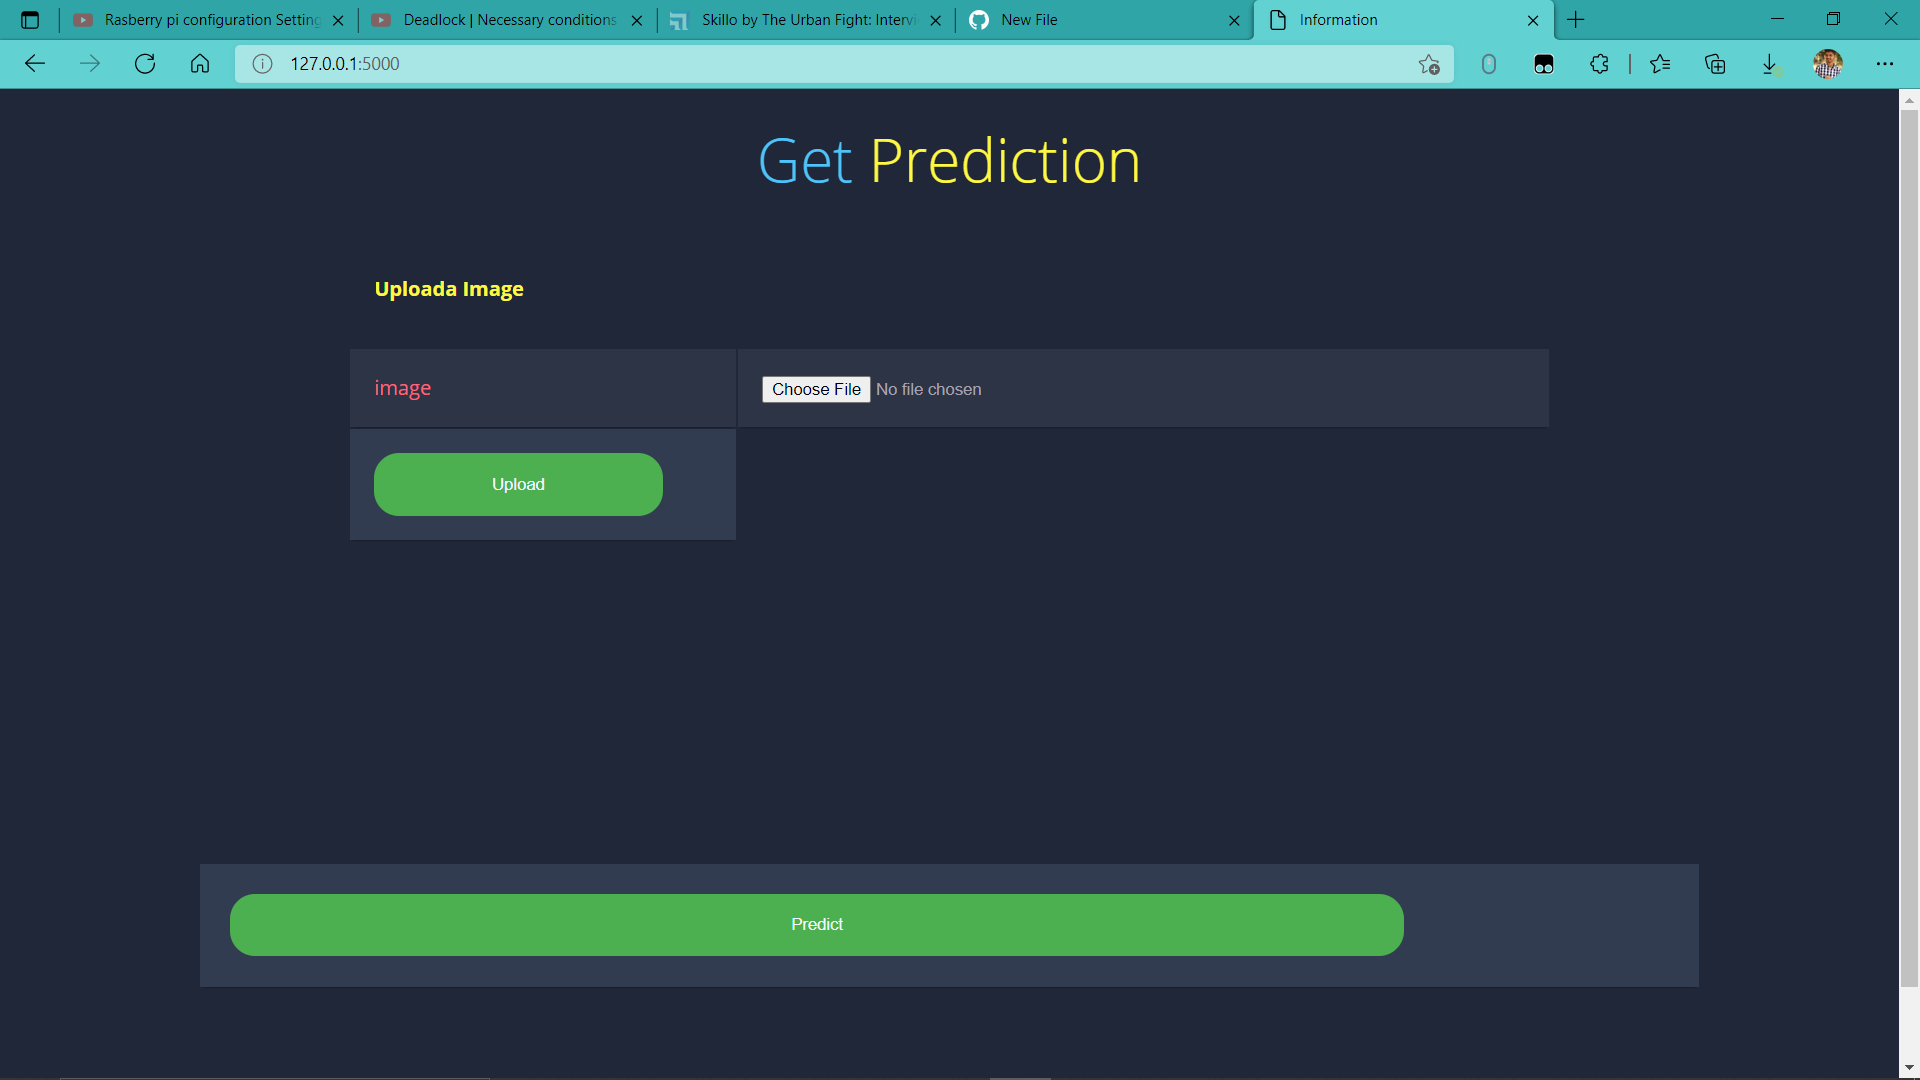 Rasberry pi configuration Setting
Deadlock | Necessary conditions
Skillo by The Urban Fight: Intervi
New File
Information
127.0.0.1:5000
Get Prediction
Uploada Image
image
Choose File No file chosen
Upload
Predict